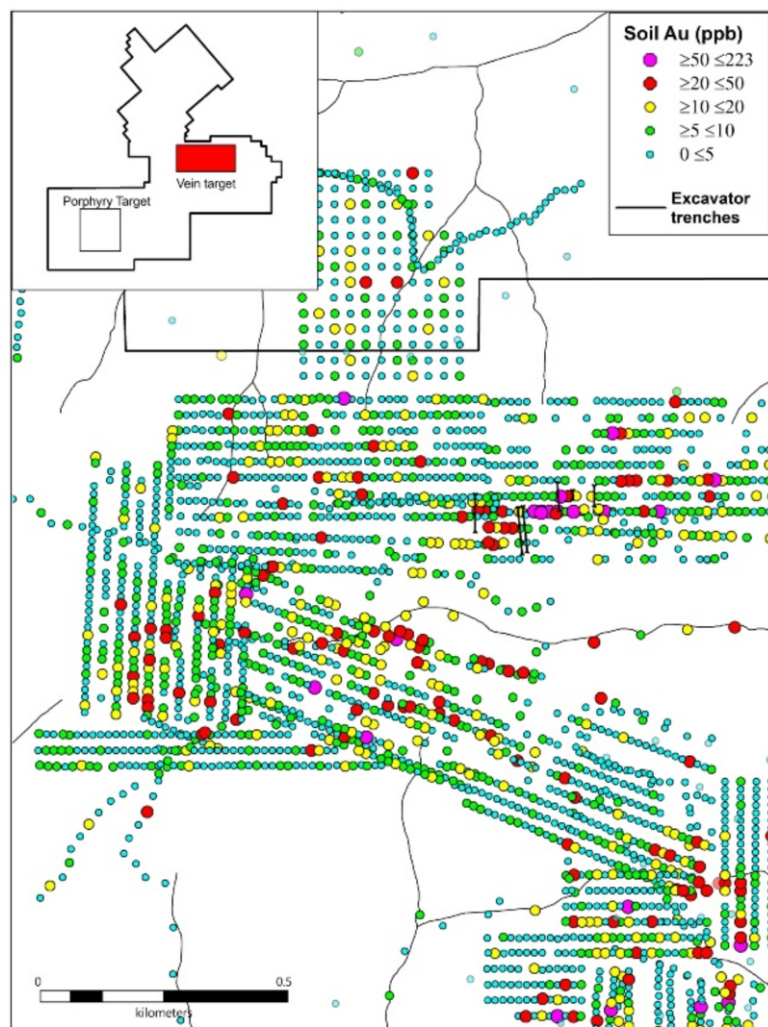 Porphyry Target
Vein target
Soil Au (ppb)
≥50 ≤223
≥20 ≤50
≥10 ≤20
≥5 ≤10
0 ≤5
Excavator
trenches
0 0.5
kilometers